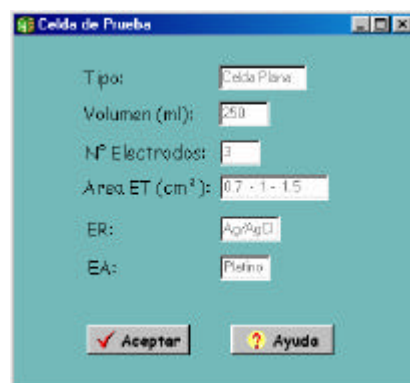 Celda de Prueba
Tipo: Celda Plana
Volumen (ml): 250
Nº Electrodos: 3
Area ET (cm²): 0.7 - 1 - 1.5
ER: Ag/AgCl
EA: Platino
Aceptar Ayuda